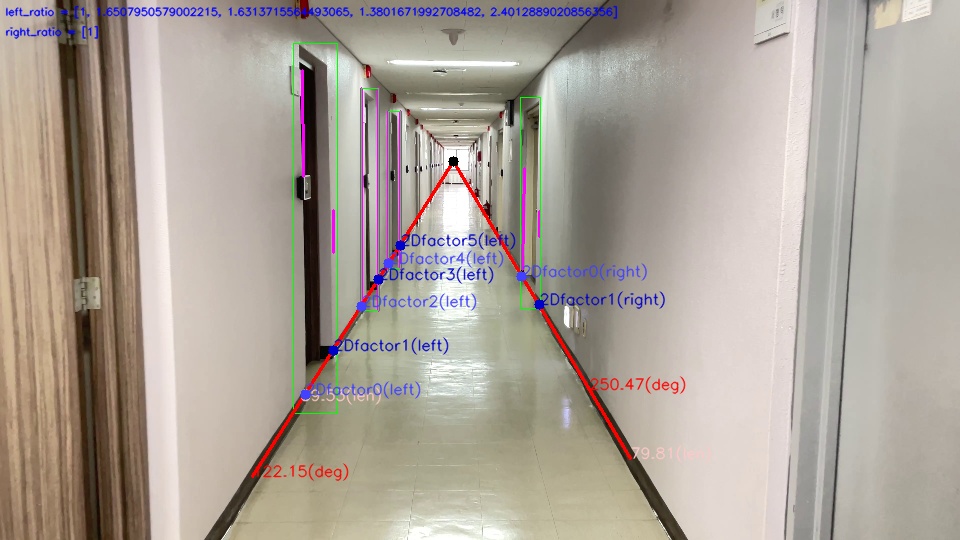 left_ratio = [1, 1.6507950579002215, 1.6313715564493065, 1.3801671992708482, 2.4012889020856356]
right_ratio = [1]
2Dfactor5(left)
2Dfactor4(left)
2Dfactor0(right)
2Dfactor3(left)
2Dfactor2(left)
2Dfactor1(right)
2Dfactor1(left)
250.47(deg)
2Dfactor0(left)
22.15(deg)